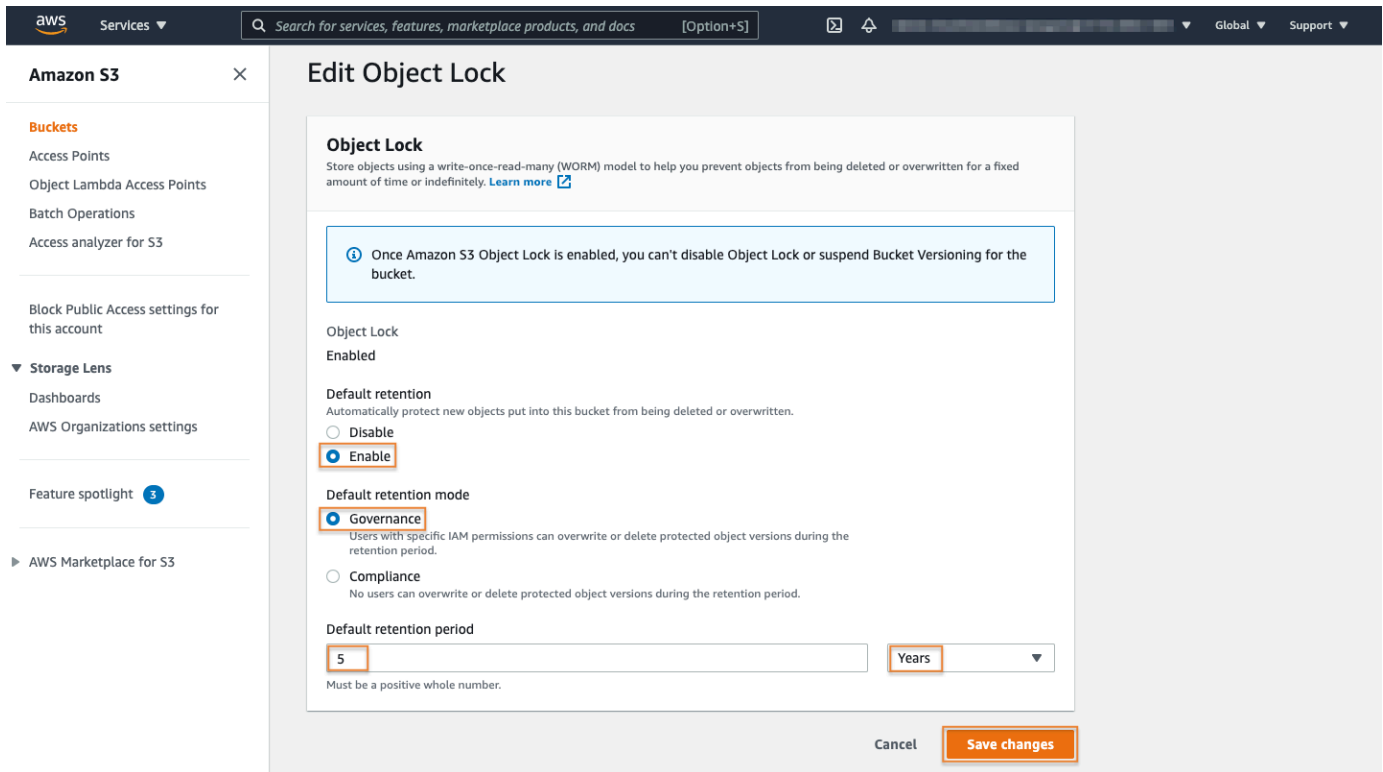 aws
Services
Search for services, features, marketplace products, and docs [Option+S]
Global
Support
Amazon S3
Buckets
Access Points
Object Lambda Access Points
Batch Operations
Access analyzer for S3
Block Public Access settings for
this account
Storage Lens
Dashboards
AWS Organizations settings
Feature spotlight 3
AWS Marketplace for S3
Edit Object Lock
Object Lock
Store objects using a write-once-read-many (WORM) model to help you prevent objects from being deleted or overwritten for a fixed
amount of time or indefinitely. Learn more
Once Amazon S3 Object Lock is enabled, you can't disable Object Lock or suspend Bucket Versioning for the
bucket.
Object Lock
Enabled
Default retention
Automatically protect new objects put into this bucket from being deleted or overwritten.
Disable
Enable
Default retention mode
Governance
Users with specific IAM permissions can overwrite or delete protected object versions during the
retention period.
Compliance
No users can overwrite or delete protected object versions during the retention period.
Default retention period
5 Years
Must be a positive whole number.
Cancel Save changes